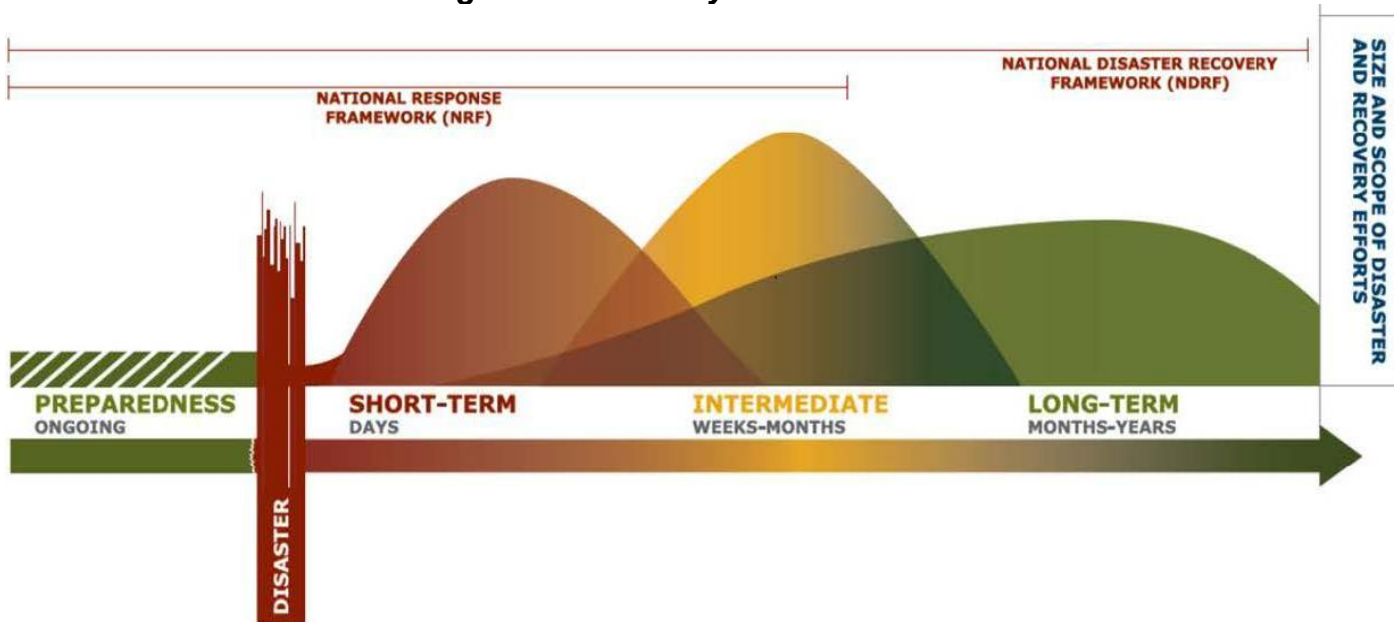 NATIONAL DISASTER RECOVERY
FRAMEWORK (NDRF)
NATIONAL RESPONSE
FRAMEWORK (NRF)
SIZE AND SCOPE OF DISASTER
AND RECOVERY EFFORTS
PREPAREDNESS
ONGOING
SHORT-TERM
DAYS
INTERMEDIATE
WEEKS-MONTHS
LONG-TERM
MONTHS-YEARS
DISASTER